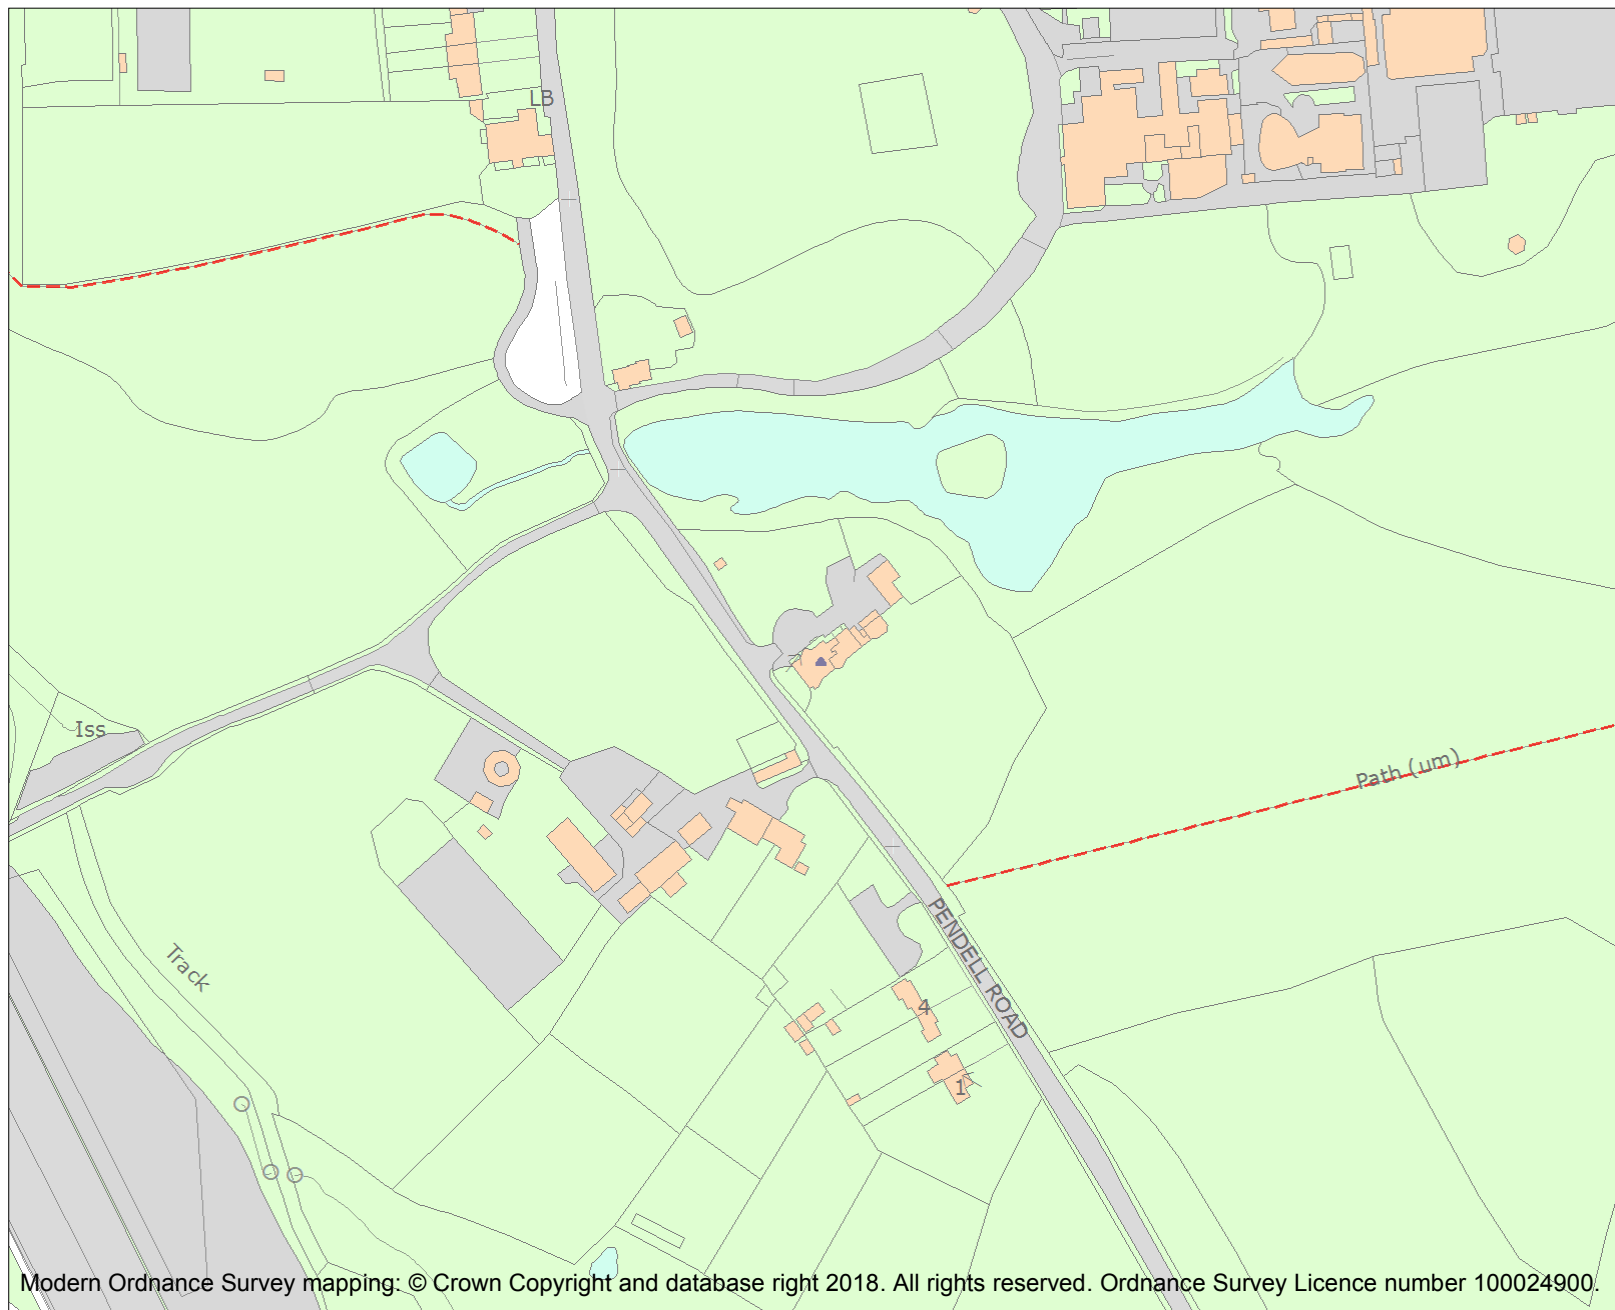 LB
Iss
Path (um)
PENDELL ROAD
Track
4
1
Modern Ordnance Survey mapping: © Crown Copyright and database right 2018. All rights reserved. Ordnance Survey Licence number 100024900.